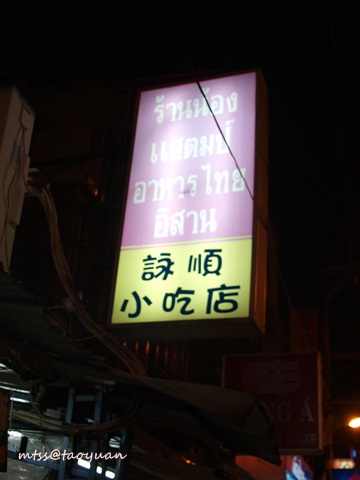 ร้านน้อง
แสตมป์
อาหารไทย
อิสาน
詠順
小吃店
NG Á
mtss@taoyuan